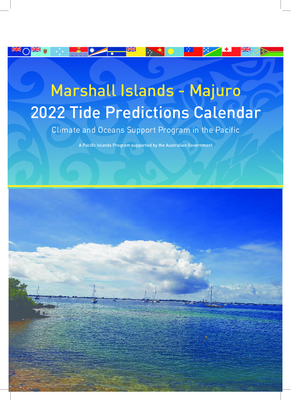 Marshall Islands - Majuro
2022 Tide Predictions Calendar
Climate and Oceans Support Program in the Pacific
A Pacific Islands Program supported by the Australian Government